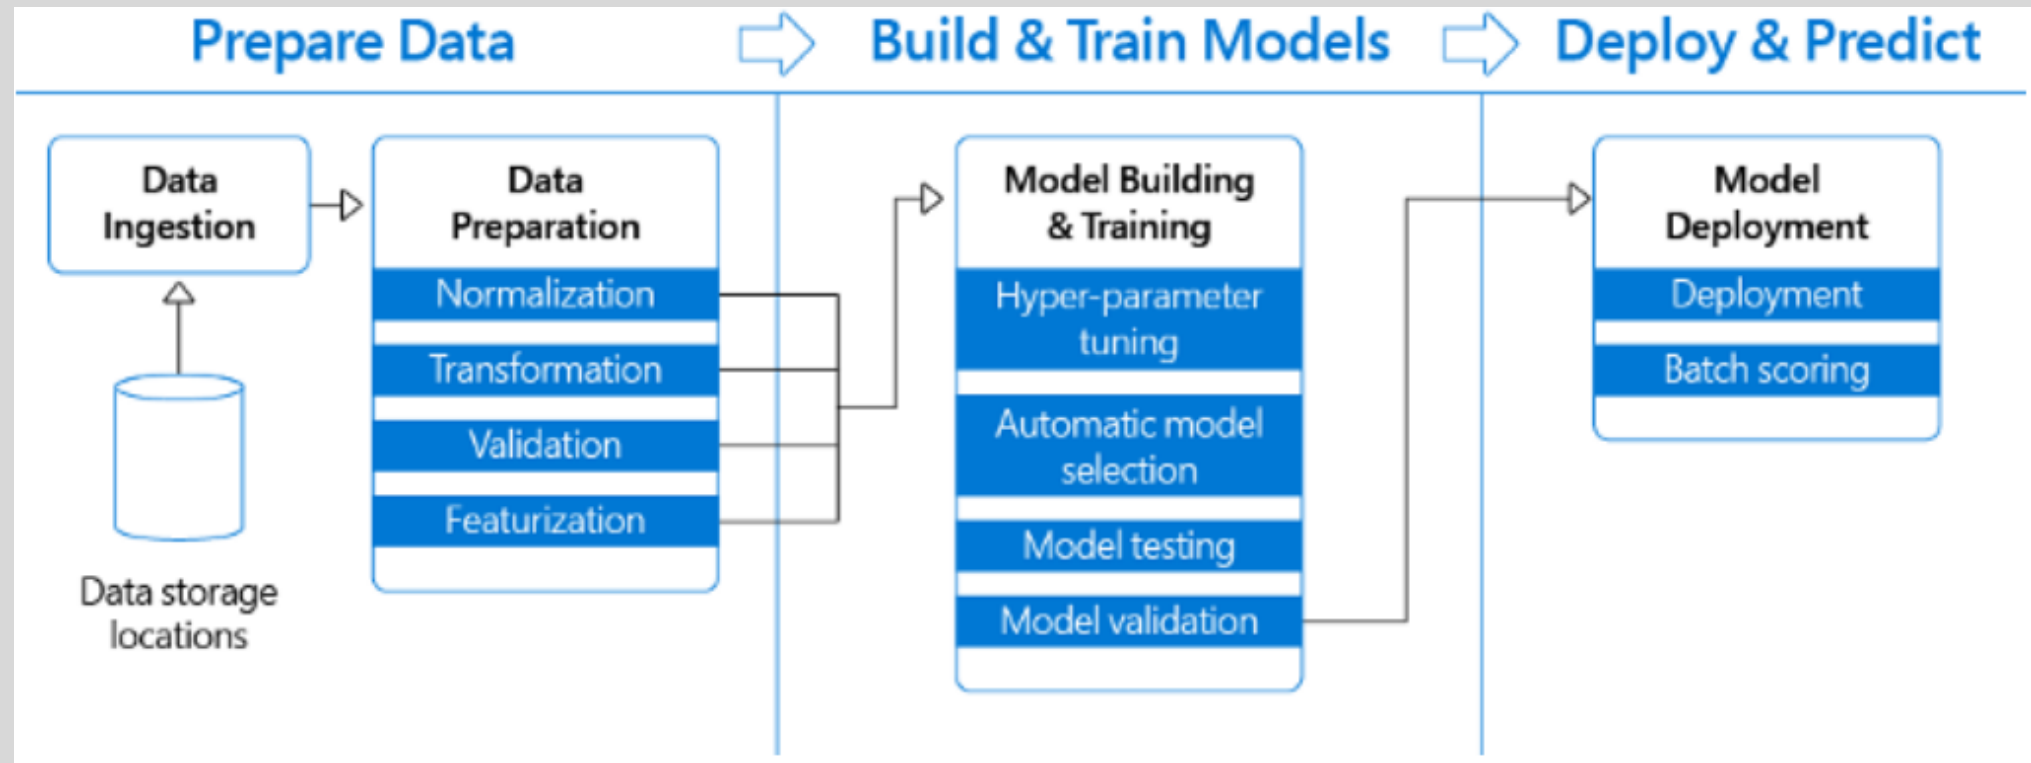 Prepare Data
Build & Train Models
Deploy & Predict
Data
Ingestion
Data storage
locations
Data
Preparation
Normalization
Transformation
Validation
Featurization
Model Building
& Training
Hyper-parameter
tuning
Automatic model
selection
Model testing
Model validation
Model
Deployment
Deployment
Batch scoring